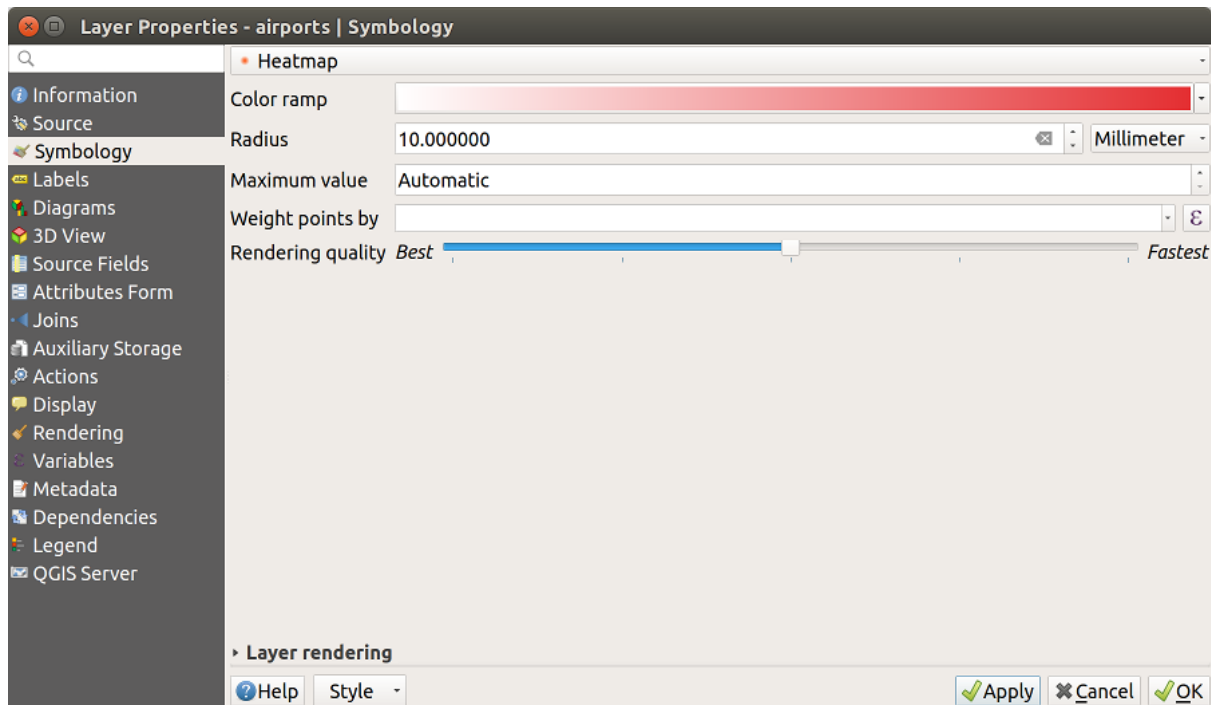 Layer Properties - airports | Symbology
Heatmap
Information
Source
Symbology
Labels
Diagrams
3D View
Source Fields
Attributes Form
Joins
Auxiliary Storage
Actions
Display
Rendering
Variables
Metadata
Dependencies
Legend
QGIS Server
Color ramp
Radius 10.000000 Millimeter
Maximum value Automatic
Weight points by ε
Rendering quality Best Fastest
Layer rendering
Help Style Apply Cancel OK